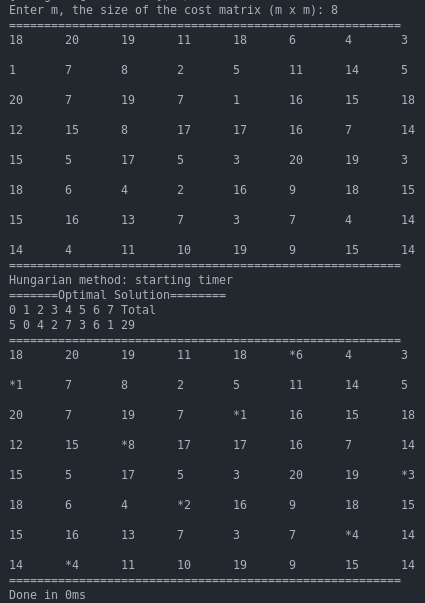 Enter m, the size of the cost matrix (m x m): 8
========================================================
18 20 19 11 18 6 4 3
1 7 8 2 5 11 14 5
20 7 19 7 1 16 15 18
12 15 8 17 17 16 7 14
15 5 17 5 3 20 19 3
18 6 4 2 16 9 18 15
15 16 13 7 3 7 4 14
14 4 11 10 19 9 15 14
========================================================
Hungarian method: starting timer
=======Optimal Solution========
0 1 2 3 4 5 6 7 Total
5 0 4 2 7 3 6 1 29
========================================================
18 20 19 11 18 *6 4 3
*1 7 8 2 5 11 14 5
20 7 19 7 *1 16 15 18
12 15 *8 17 17 16 7 14
15 5 17 5 3 20 19 *3
18 6 4 *2 16 9 18 15
15 16 13 7 3 7 *4 14
14 *4 11 10 19 9 15 14
========================================================
Done in 0ms